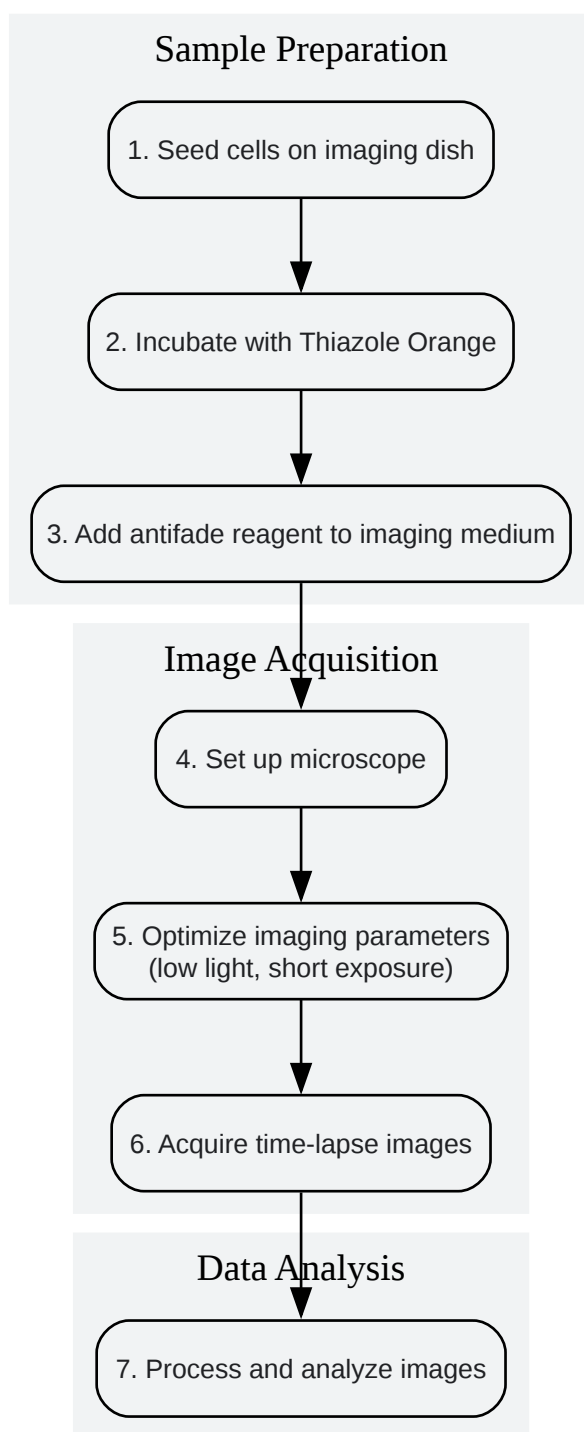 Sample Preparation
1. Seed cells on imaging dish
2. Incubate with Thiazole Orange
3. Add antifade reagent to imaging medium
Image Acquisition
4. Set up microscope
5. Optimize imaging parameters
(low light, short exposure)
6. Acquire time-lapse images
Data Analysis
7. Process and analyze images